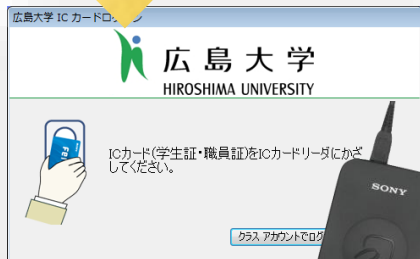 広島大学 IC カードログ
広島大学
HIROSHIMA UNIVERSITY
ICカード(学生証・職員証)をICカードリーダにかざ
してください。
Fe
SONY
クラス アカウントでログ